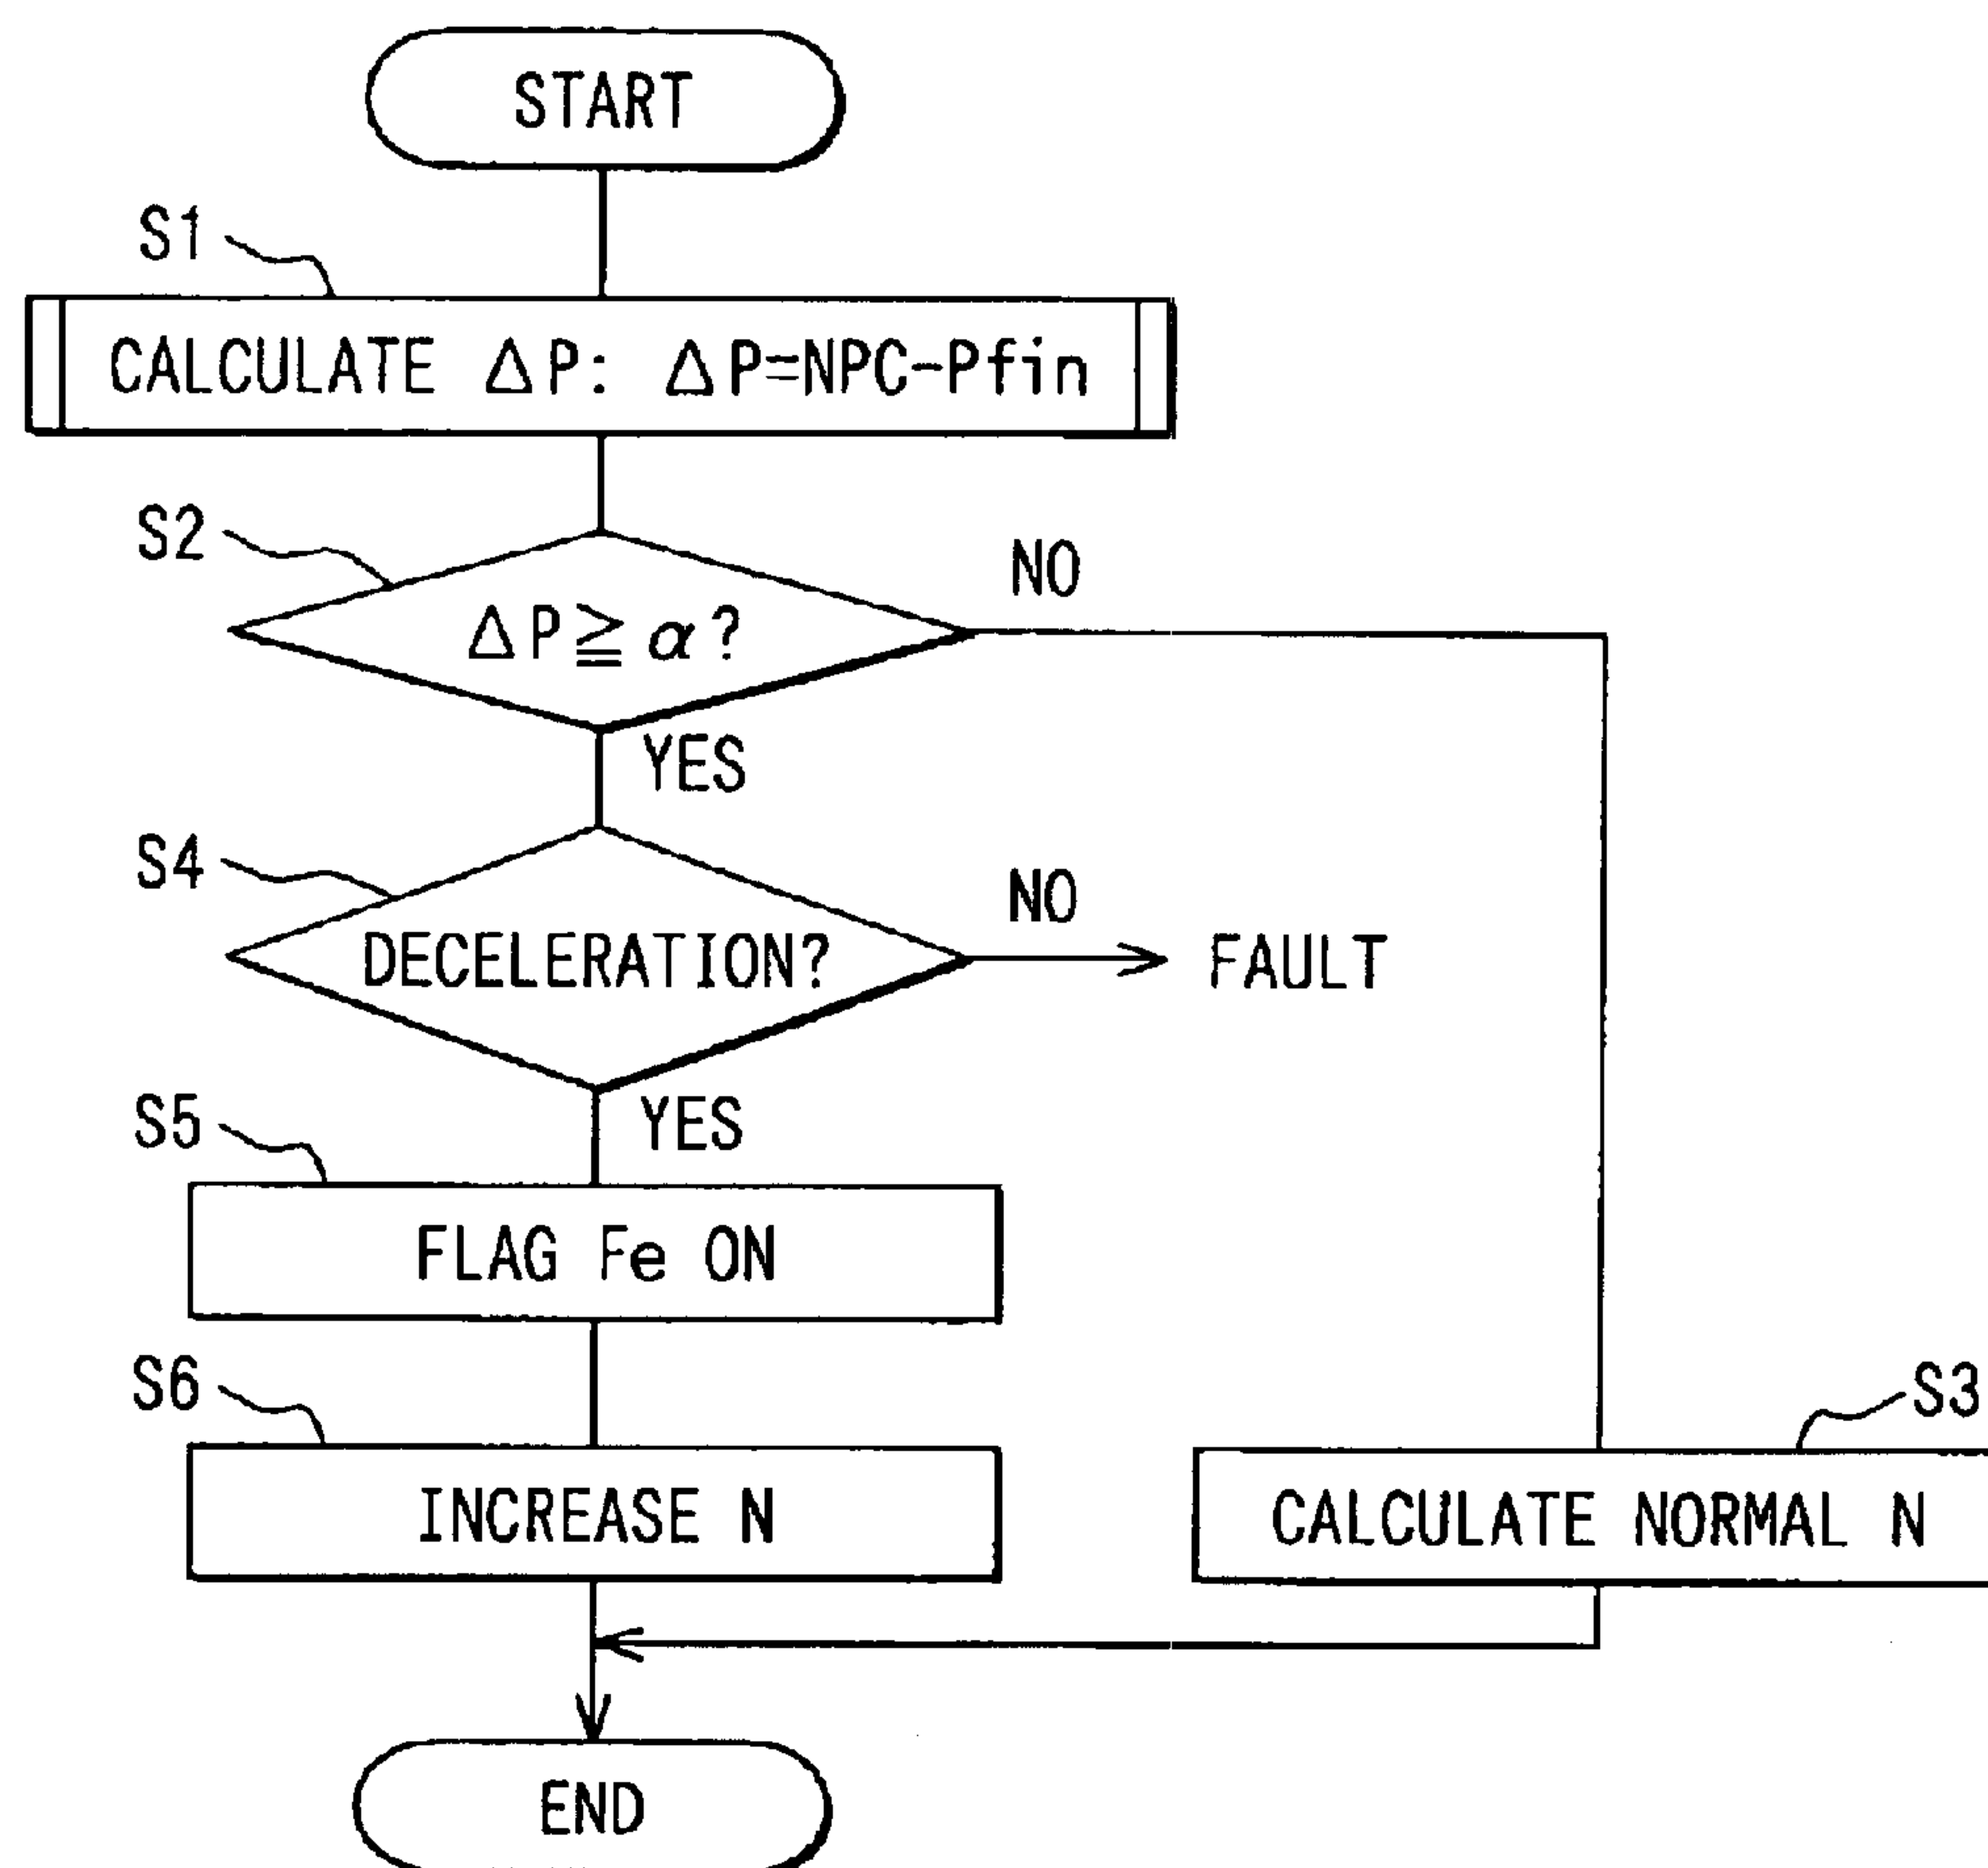 START
S1
CALCULATE ΔP: ΔP=NPC-Pfin
S2
ΔP≧α?
NO
YES
S4
DECELERATION?
NO
FAULT
YES
S5
FLAG Fe ON
S6
INCREASE N
S3
CALCULATE NORMAL N
END